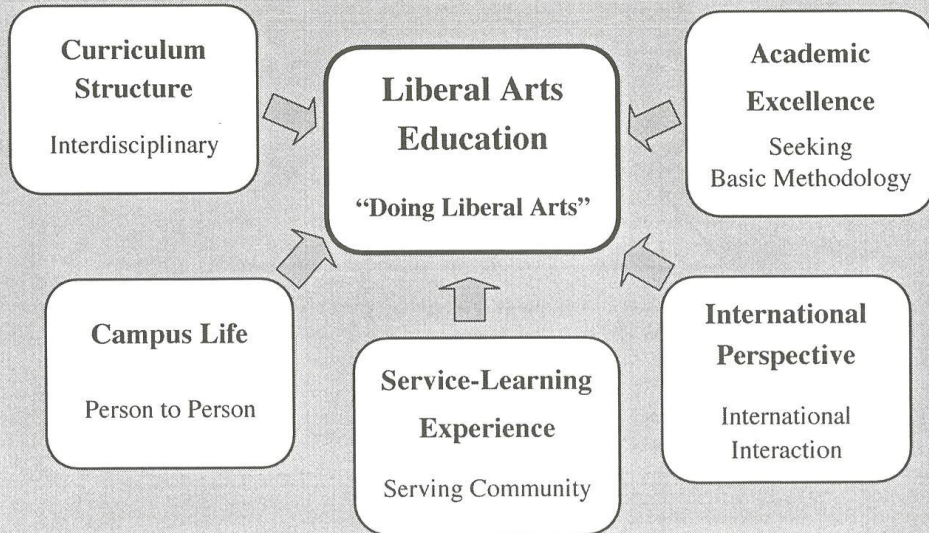 Curriculum
Structure
Interdisciplinary
Liberal Arts
Education
“Doing Liberal Arts”
Academic
Excellence
Seeking
Basic Methodology
Campus Life
Person to Person
Service-Learning
Experience
Serving Community
International
Perspective
International
Interaction